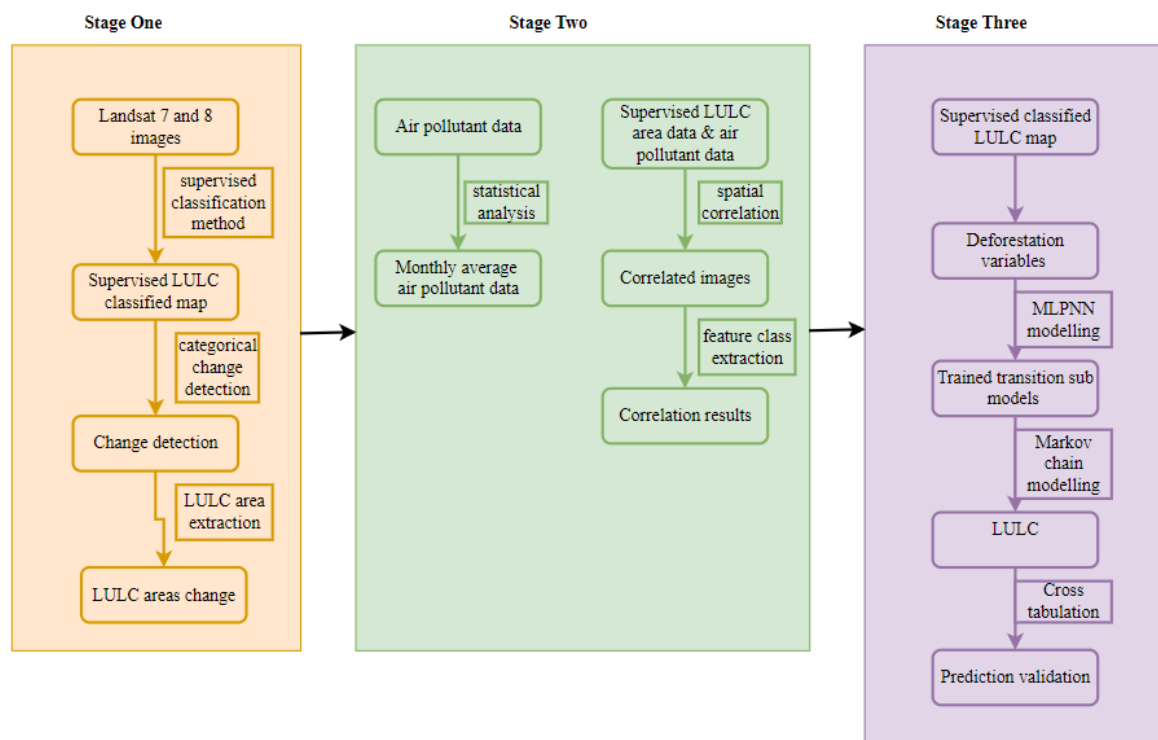 Stage One
Landsat 7 and 8
images
supervised
classification
method
Supervised LULC
classified map
categorical
change
detection
Change detection
LULC area
extraction
LULC areas change
Stage Two
Air pollutant data
statistical
analysis
Monthly average
air pollutant data
Supervised LULC
area data & air
pollutant data
spatial
correlation
Correlated images
feature class
extraction
Correlation results
Stage Three
Supervised classified
LULC map
Deforestation
variables
MLPNN
modelling
Trained transition sub
models
Markov
chain
modelling
LULC
Cross
tabulation
Prediction validation